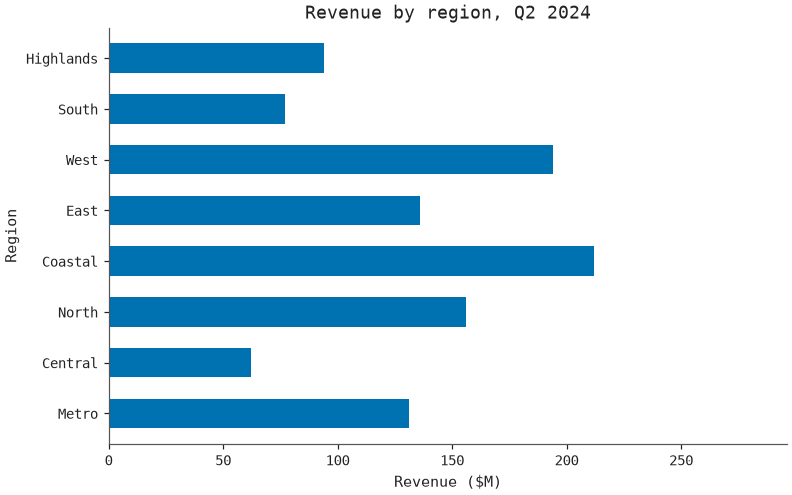 Revenue by region, Q2 2024
Region
Highlands
South
West
East
Coastal
North
Central
Metro
0 50 100 150 200 250
Revenue ($M)